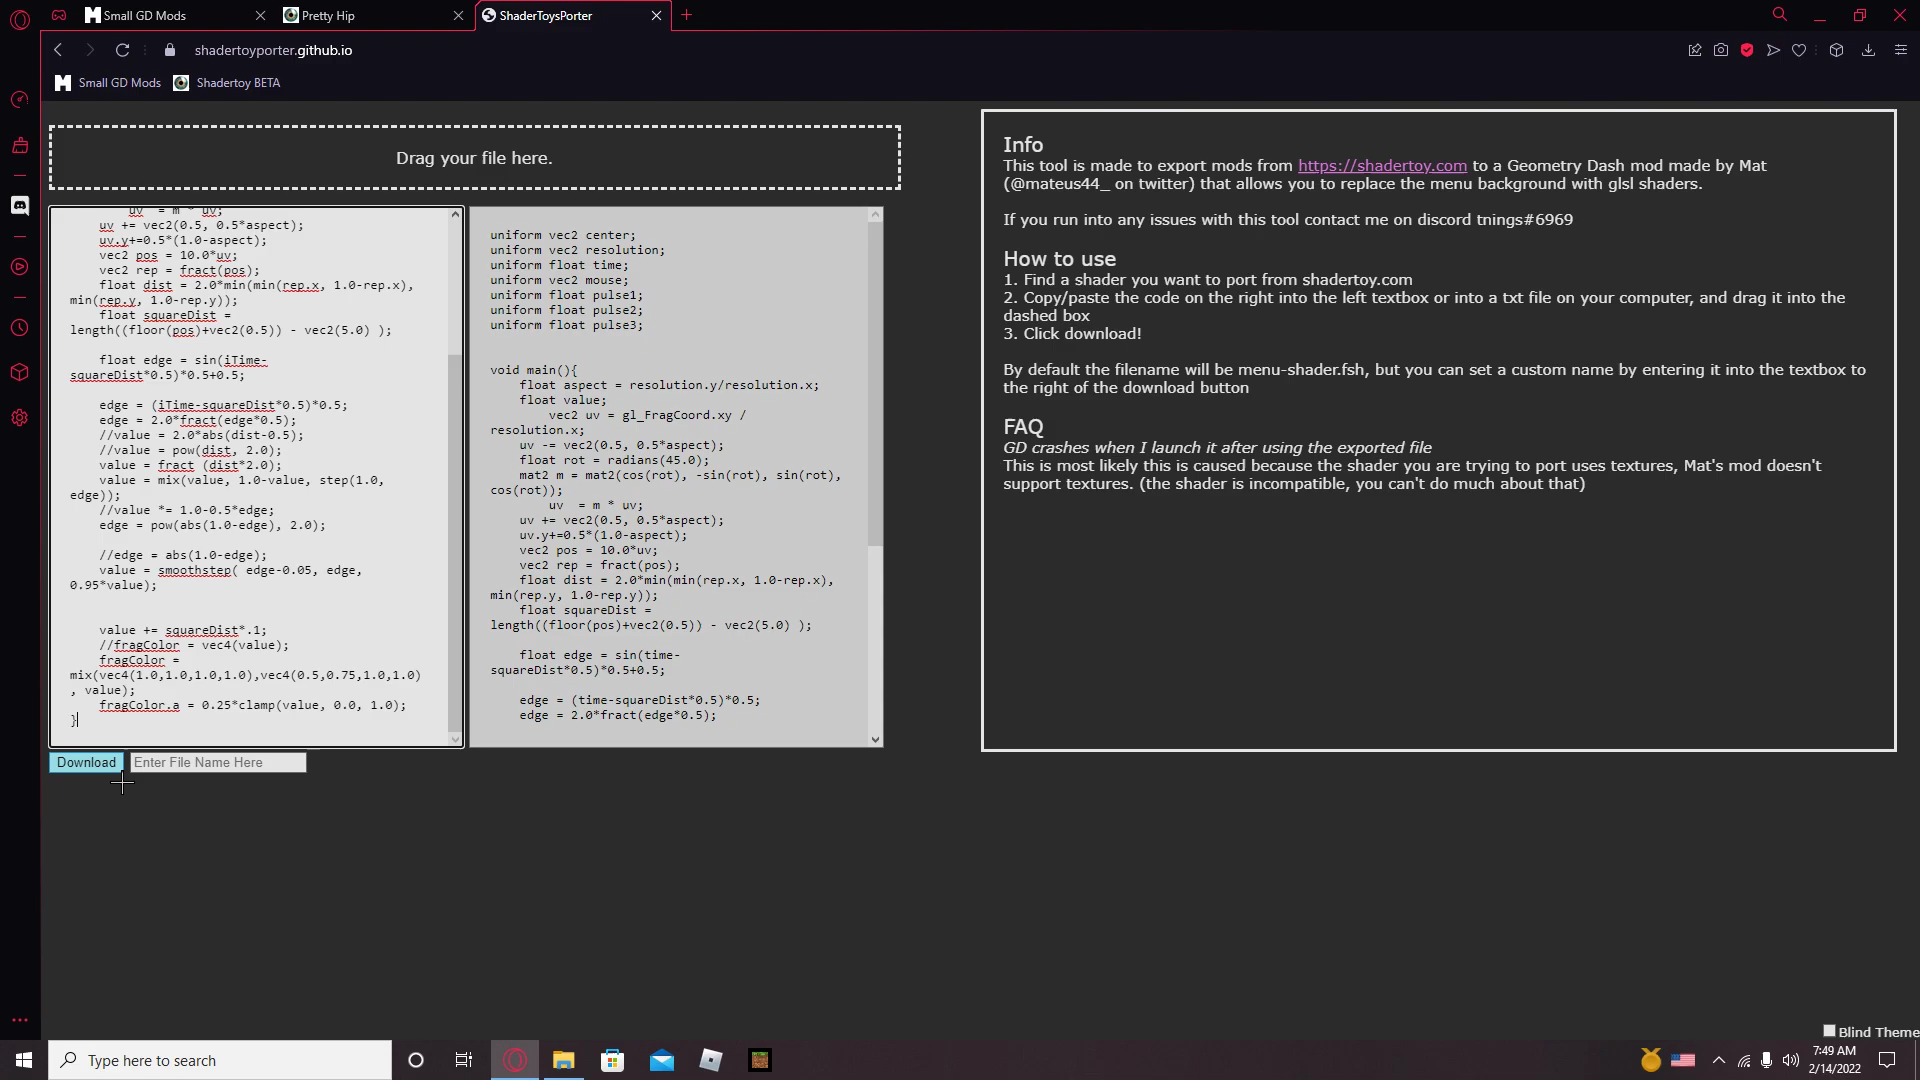 Small GD Mods
Pretty Hip
ShaderToysPorter
shadertoyporter.github.io
Small GD Mods
Shadertoy BETA
Drag your file here.
uv  = m * uv;
uv += vec2(0.5, 0.5*aspect);
uv.y+=0.5*(1.0-aspect);
vec2 pos = 10.0*uv;
vec2 rep = fract(pos);
float dist = 2.0*min(min(rep.x, 1.0-rep.x),
min(rep.y, 1.0-rep.y));
float squareDist =
length((floor(pos)+vec2(0.5)) - vec2(5.0) );
float edge = sin(iTime-
squareDist*0.5)*0.5+0.5;
edge = (iTime-squareDist*0.5)*0.5;
edge = 2.0*fract(edge*0.5);
//value = 2.0*abs(dist-0.5);
//value = pow(dist, 2.0);
value = fract (dist*2.0);
value = mix(value, 1.0-value, step(1.0,
edge));
//value *= 1.0-0.5*edge;
edge = pow(abs(1.0-edge), 2.0);
//edge = abs(1.0-edge);
value = smoothstep( edge-0.05, edge,
0.95*value);
value += squareDist*.1;
//fragColor = vec4(value);
fragColor =
mix(vec4(1.0,1.0,1.0,1.0),vec4(0.5,0.75,1.0,1.0)
, value);
fragColor.a = 0.25*clamp(value, 0.0, 1.0);
}
uniform vec2 center;
uniform vec2 resolution;
uniform float time;
uniform vec2 mouse;
uniform float pulse1;
uniform float pulse2;
uniform float pulse3;
void main(){
float aspect = resolution.y/resolution.x;
float value;
vec2 uv = gl_FragCoord.xy /
resolution.x;
uv -= vec2(0.5, 0.5*aspect);
float rot = radians(45.0);
mat2 m = mat2(cos(rot), -sin(rot), sin(rot),
cos(rot));
uv  = m * uv;
uv += vec2(0.5, 0.5*aspect);
uv.y+=0.5*(1.0-aspect);
vec2 pos = 10.0*uv;
vec2 rep = fract(pos);
float dist = 2.0*min(min(rep.x, 1.0-rep.x),
min(rep.y, 1.0-rep.y));
float squareDist =
length((floor(pos)+vec2(0.5)) - vec2(5.0) );
float edge = sin(time-
squareDist*0.5)*0.5+0.5;
edge = (time-squareDist*0.5)*0.5;
edge = 2.0*fract(edge*0.5);
Download
Enter File Name Here
Info
This tool is made to export mods from https://shadertoy.com to a Geometry Dash mod made by Mat
(@mateus44_ on twitter) that allows you to replace the menu background with glsl shaders.
If you run into any issues with this tool contact me on discord tnings#6969
How to use
1. Find a shader you want to port from shadertoy.com
2. Copy/paste the code on the right into the left textbox or into a txt file on your computer, and drag it into the
dashed box
3. Click download!
By default the filename will be menu-shader.fsh, but you can set a custom name by entering it into the textbox to
the right of the download button
FAQ
GD crashes when I launch it after using the exported file
This is most likely this is caused because the shader you are trying to port uses textures, Mat's mod doesn't
support textures. (the shader is incompatible, you can't do much about that)
Blind Theme
Type here to search
7:49 AM
2/14/2022